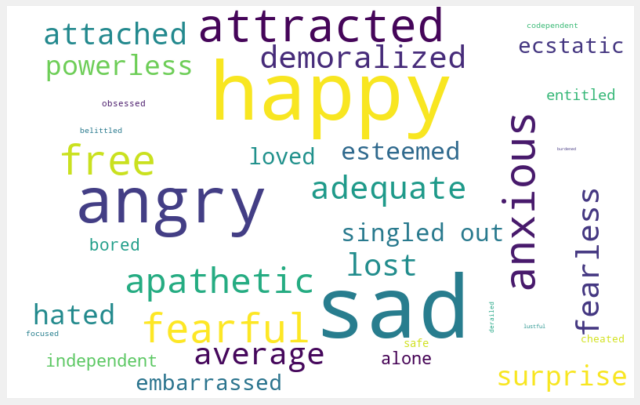 attracted
codependent
attached
ecstatic
demoralized
powerless
happy
entitled
obsessed
belittled
anxious
burdened
free
loved
esteemed
angry
adequate
fearless
singled out
bored
lost
apathetic
sad
hated
fearful
derailed
lustful
focused
cheated
safe
average
alone
independent
surprise
embarrassed